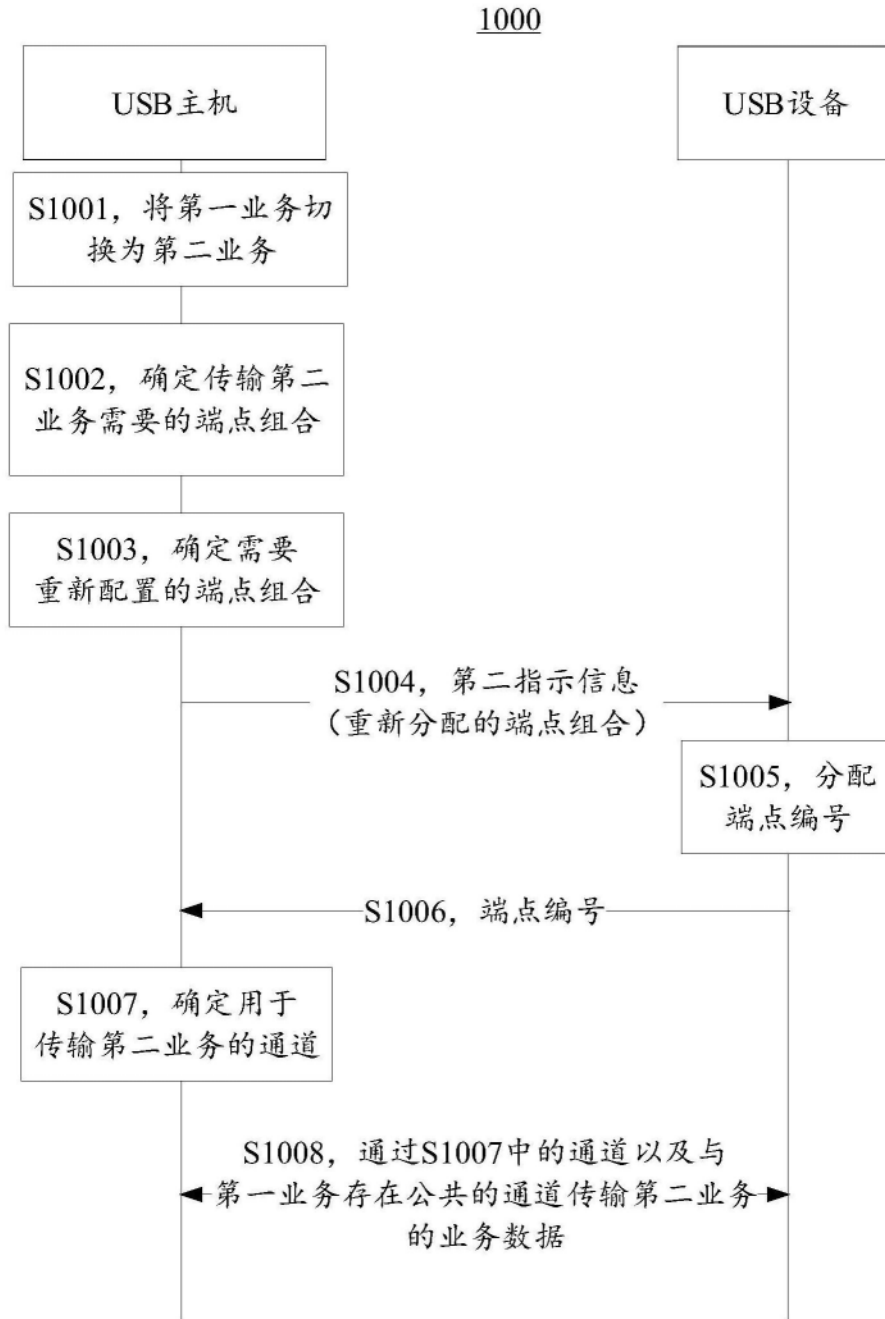 1000
USB主机
USB设备
S1001，将第一业务切
换为第二业务
S1002，确定传输第二
业务需要的端点组合
S1003，确定需要
重新配置的端点组合
S1004，第二指示信息
（重新分配的端点组合）
S1005，分配
端点编号
S1006，端点编号
S1007，确定用于
传输第二业务的通道
S1008，通过S1007中的通道以及与
第一业务存在公共的通道传输第二业务
的业务数据